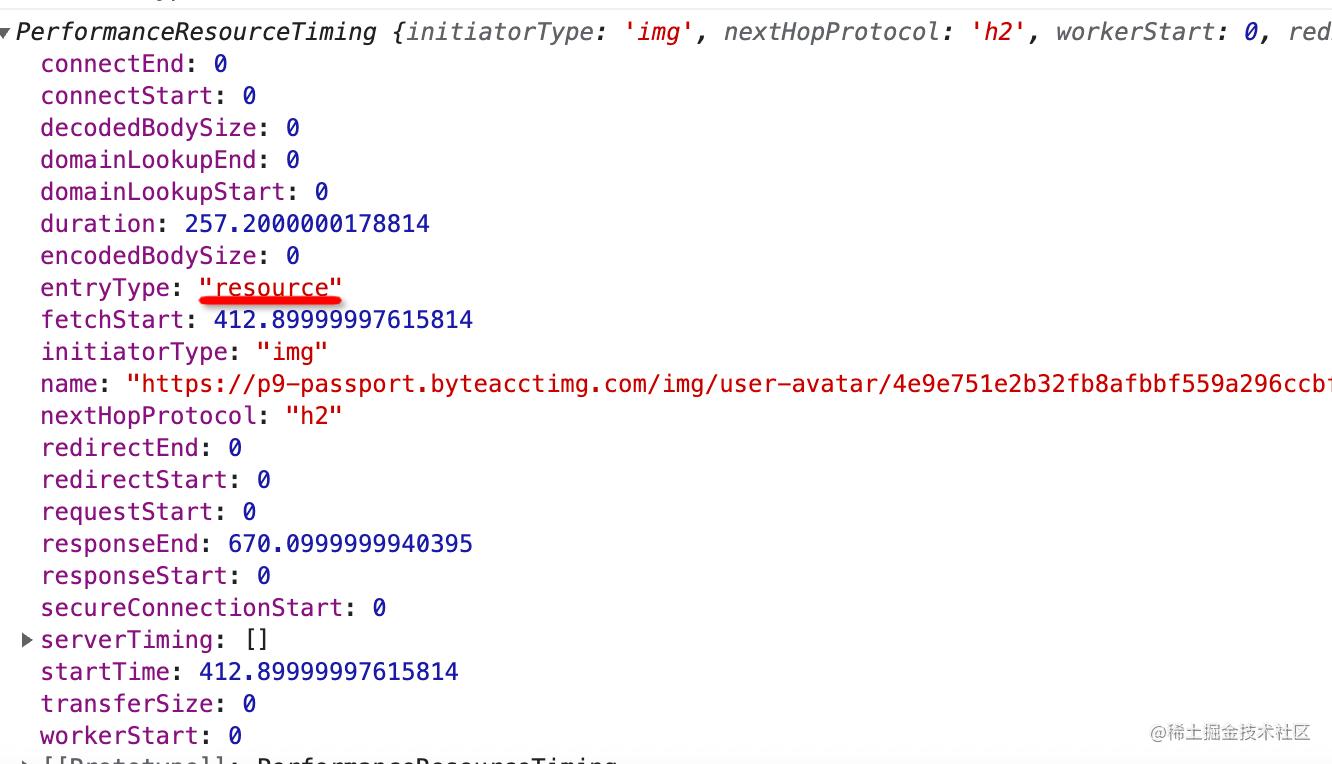 PerformanceResourceTiming {initiatorType: 'img', nextHopProtocol: 'h2', workerStart: 0, red
connectEnd: 0
connectStart: 0
decodedBodySize: 0
domainLookupEnd: 0
domainLookupStart: 0
duration: 257.2000000178814
encodedBodySize: 0
entryType: "resource"
fetchStart: 412.89999997615814
initiatorType: "img"
name: "https://p9-passport.byteacctimg.com/img/user-avatar/4e9e751e2b32fb8afbbf559a296ccbf
nextHopProtocol: "h2"
redirectEnd: 0
redirectStart: 0
requestStart: 0
responseEnd: 670.0999999940395
responseStart: 0
secureConnectionStart: 0
serverTiming: []
startTime: 412.89999997615814
transferSize: 0
workerStart: 0
@稀土掘金技术社区
[[Prototype]]: PerformanceResourceTiming